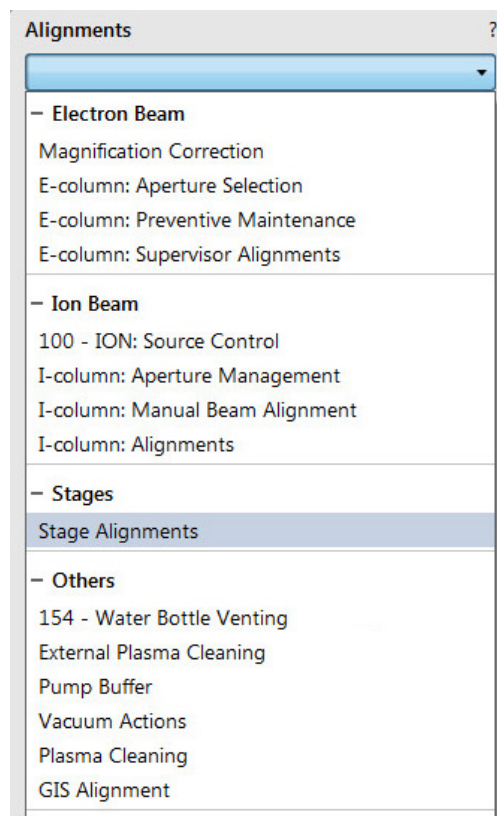 Alignments ?
− Electron Beam
Magnification Correction
E-column: Aperture Selection
E-column: Preventive Maintenance
E-column: Supervisor Alignments
− Ion Beam
100 - ION: Source Control
I-column: Aperture Management
I-column: Manual Beam Alignment
I-column: Alignments
− Stages
Stage Alignments
− Others
154 - Water Bottle Venting
External Plasma Cleaning
Pump Buffer
Vacuum Actions
Plasma Cleaning
GIS Alignment